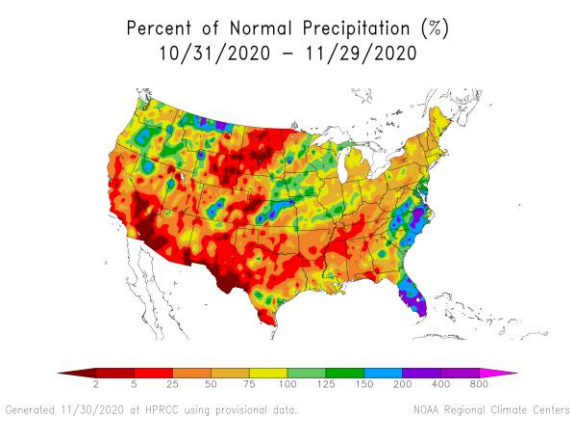 Percent of Normal Precipitation (%)
10/31/2020 – 11/29/2020
2 5 25 50 75 100 125 150 200 400 800
Generated 11/30/2020 at HPRCC using provisional data.
NOAA Regional Climate Centers